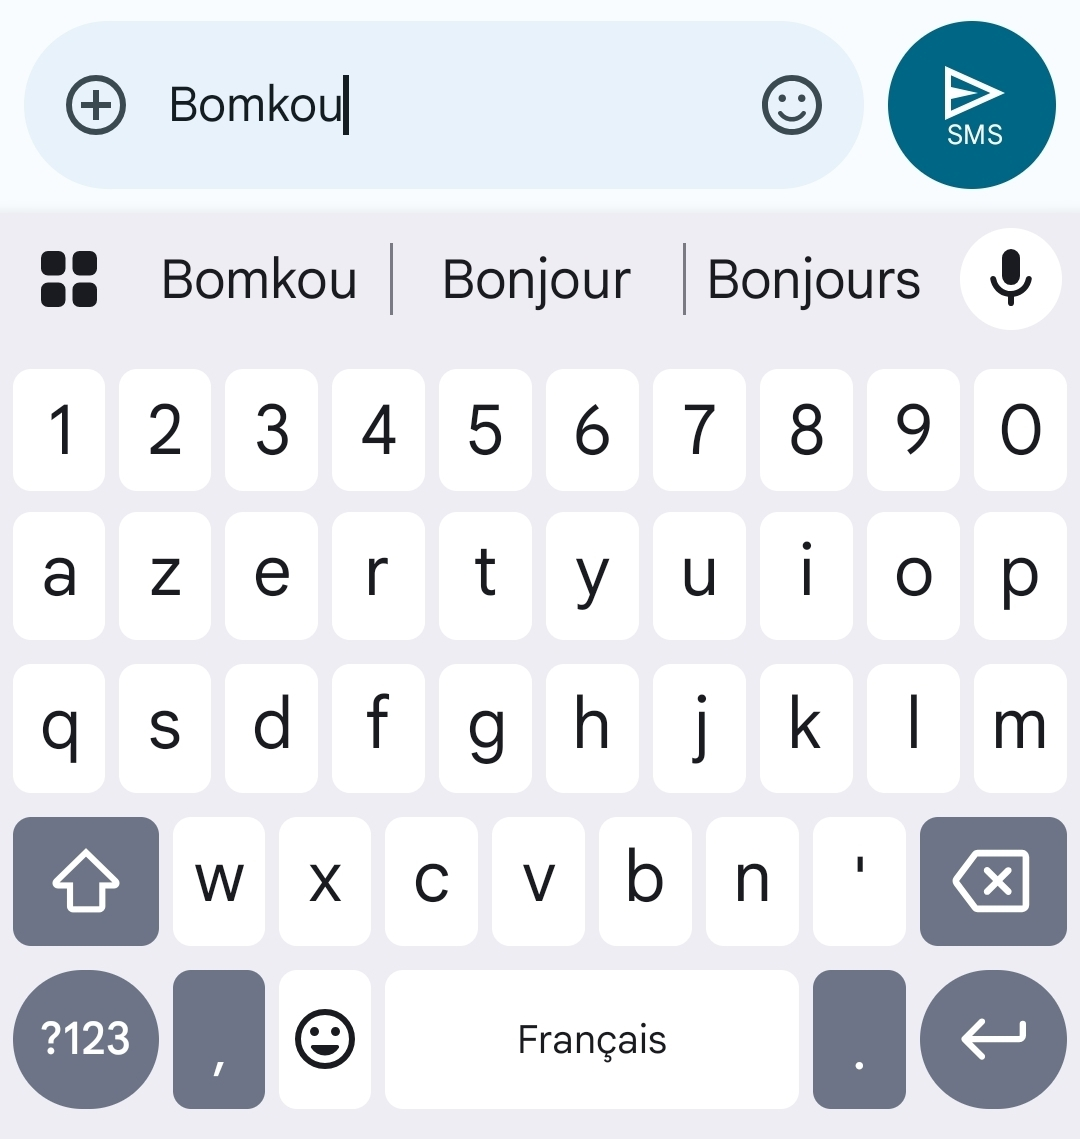 Bomkou
SMS
Bomkou Bonjour Bonjours
1 2 3 4 5 6 7 8 9 0
a z e r t y u i o p
q s d f g h j k l m
w x c v b n '
?123 , Français .